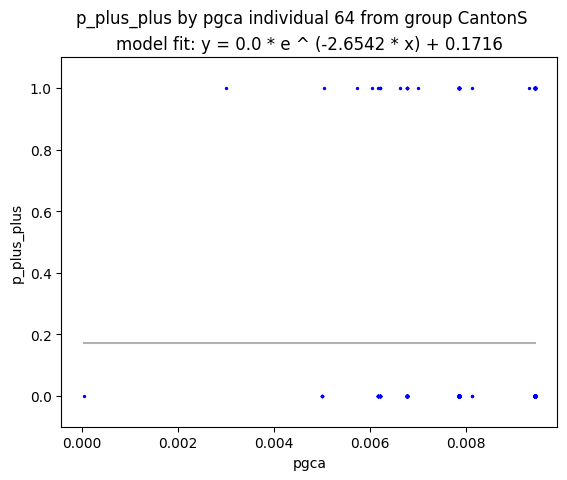 p_plus_plus by pgca individual 64 from group CantonS
model fit: y = 0.0 * e ^ (-2.6542 * x) + 0.1716
1.0
0.8
0.6
0.4
0.2
0.0
p_plus_plus
0.000
0.002
0.004
0.006
0.008
pgca